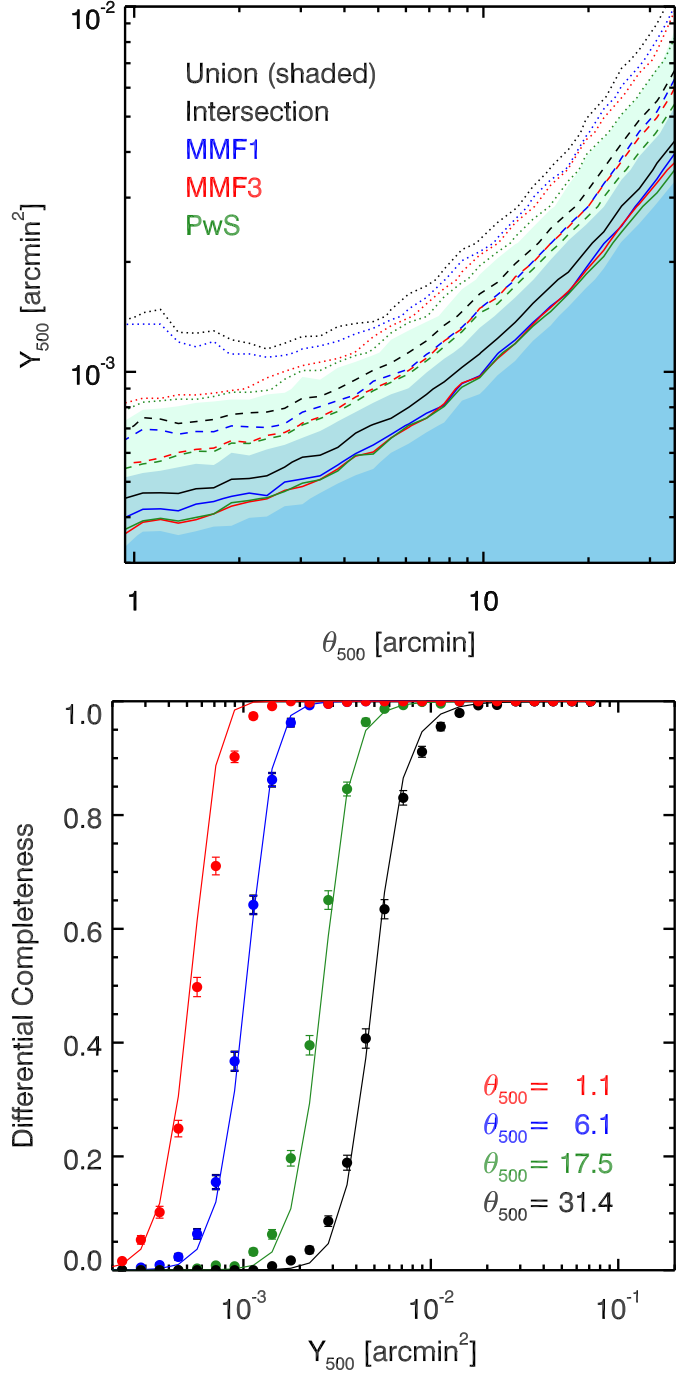 10⁻²
Union (shaded)
Intersection
MMF1
MMF3
PwS
Y₅₀₀ [arcmin²]
10⁻³
1
10
θ₅₀₀ [arcmin]
1.0
0.8
0.6
0.4
0.2
0.0
Differential Completeness
θ₅₀₀= 1.1
θ₅₀₀= 6.1
θ₅₀₀= 17.5
θ₅₀₀= 31.4
10⁻³
10⁻²
10⁻¹
Y₅₀₀ [arcmin²]